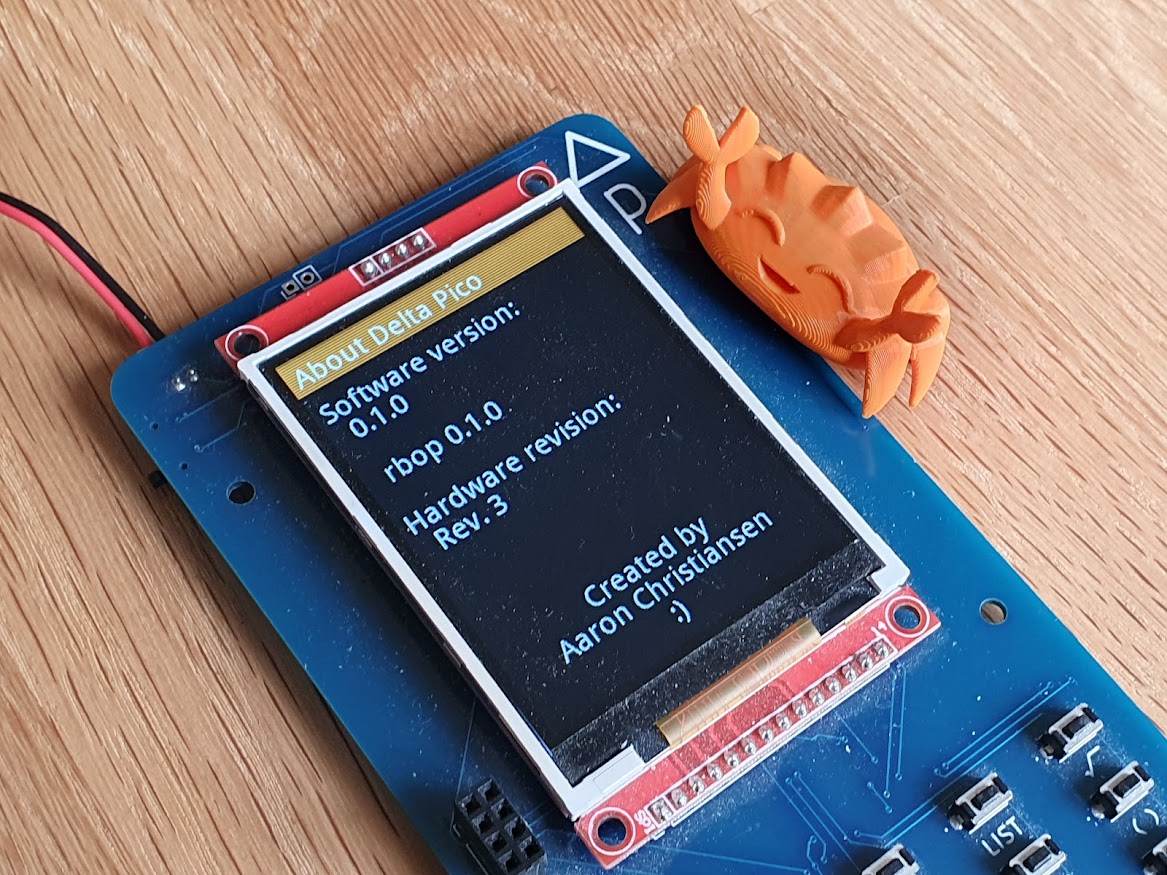 P
About Delta Pico
Software version:
0.1.0
rbop 0.1.0
Hardware revision:
Rev. 3
Created by
Aaron Christiansen
;)
√
LIST
( )